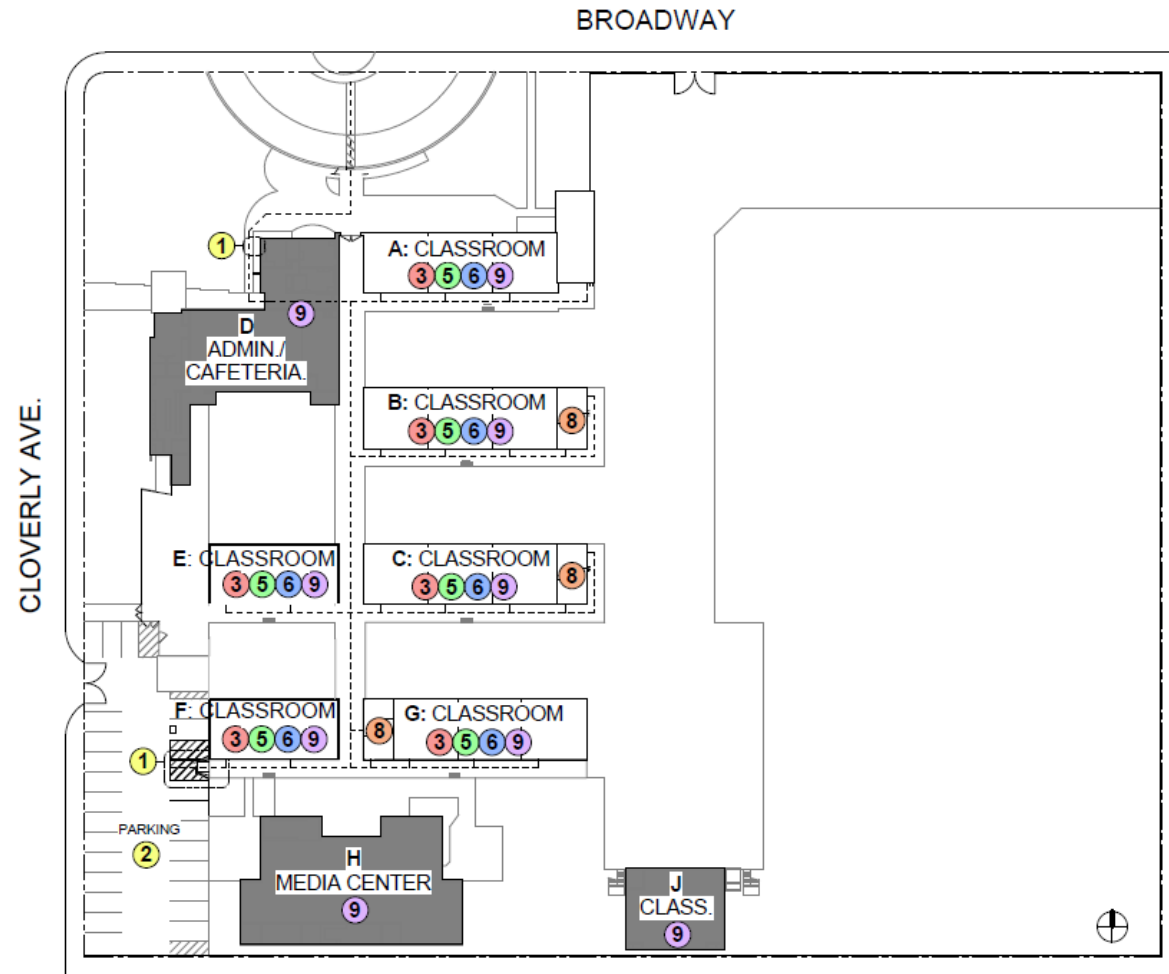 BROADWAY
CLOVERLY AVE.
1
A: CLASSROOM
3 5 6 9
9
D
ADMIN./
CAFETERIA.
B: CLASSROOM
3 5 6 9
8
E: CLASSROOM
3 5 6 9
C: CLASSROOM
3 5 6 9
8
F: CLASSROOM
3 5 6 9
8
G: CLASSROOM
3 5 6 9
1
PARKING
2
H
MEDIA CENTER
9
J
CLASS.
9